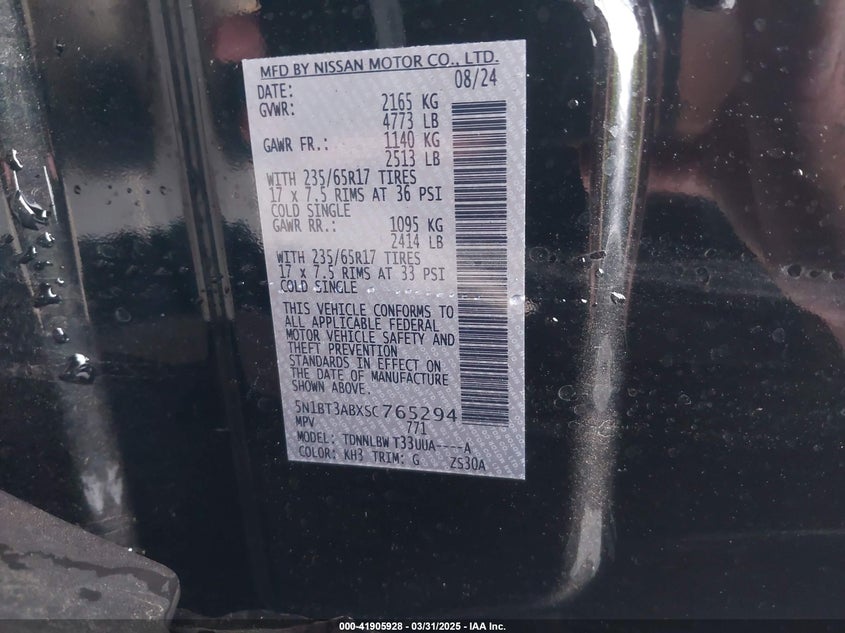 MFD BY NISSAN MOTOR CO., LTD.
DATE: 08/24
GVWR: 2165 KG
4773 LB
GAWR FR.: 1140 KG
2513 LB
WITH 235/65R17 TIRES
17 x 7.5 RIMS AT 36 PSI
COLD SINGLE
GAWR RR.: 1095 KG
2414 LB
WITH 235/65R17 TIRES
17 x 7.5 RIMS AT 33 PSI
COLD SINGLE
THIS VEHICLE CONFORMS TO
ALL APPLICABLE FEDERAL
MOTOR VEHICLE SAFETY AND
THEFT PREVENTION
STANDARDS IN EFFECT ON
THE DATE OF MANUFACTURE
SHOWN ABOVE.
5N1BT3ABXSC765294
MPV 771
MODEL: TDNNLBW T33UUA----A
COLOR: KH3 TRIM: G ZS30A
000-41905928 - 03/31/2025 - IAA Inc.